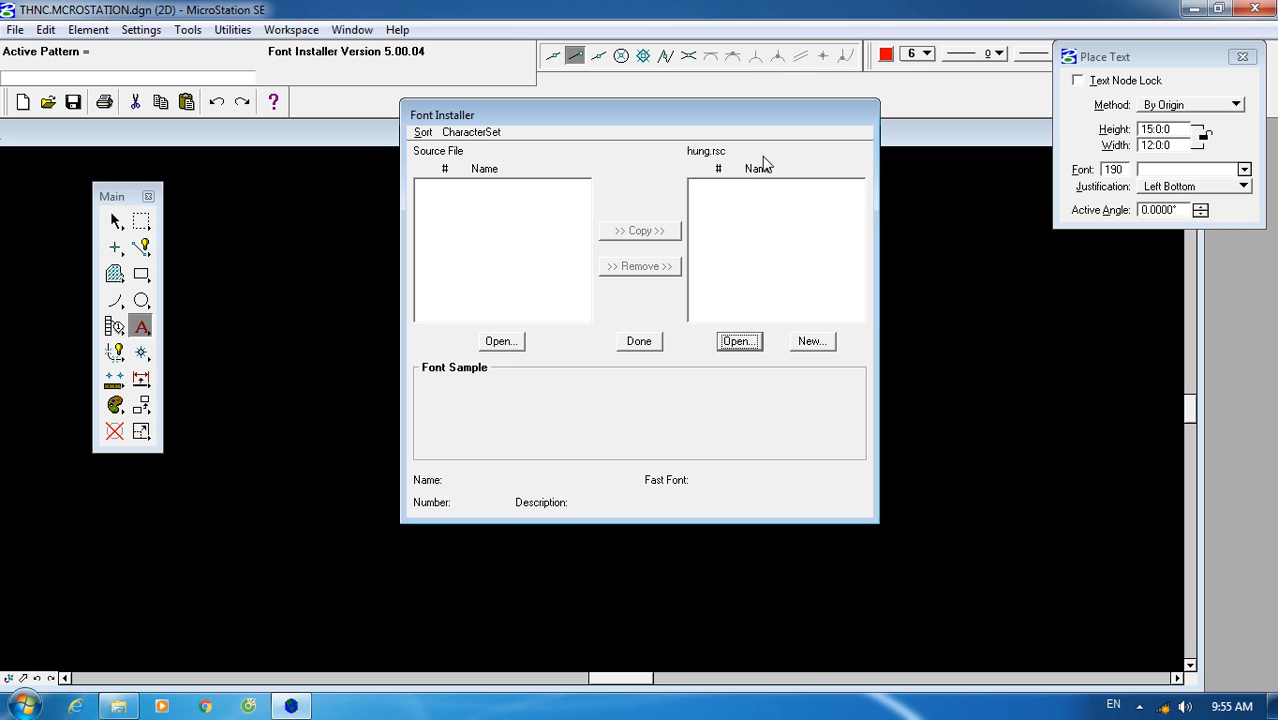 THNC.MCROSTATION.dgn (2D) - MicroStation SE
File Edit Element Settings Tools Utilities Workspace Window Help
Active Pattern =
Font Installer Version 5.00.04
6
0
Place Text
Text Node Lock
Method: By Origin
Height: 15:0:0
Width: 12:0:0
Font: 190
Justification: Left Bottom
Active Angle: 0.0000°
Main
Font Installer
Sort CharacterSet
Source File
hung.rsc
# Name
# Name
>> Copy >>
>> Remove >>
Open...
Done
Open...
New...
Font Sample
Name:
Fast Font:
Number:
Description:
EN
9:55 AM